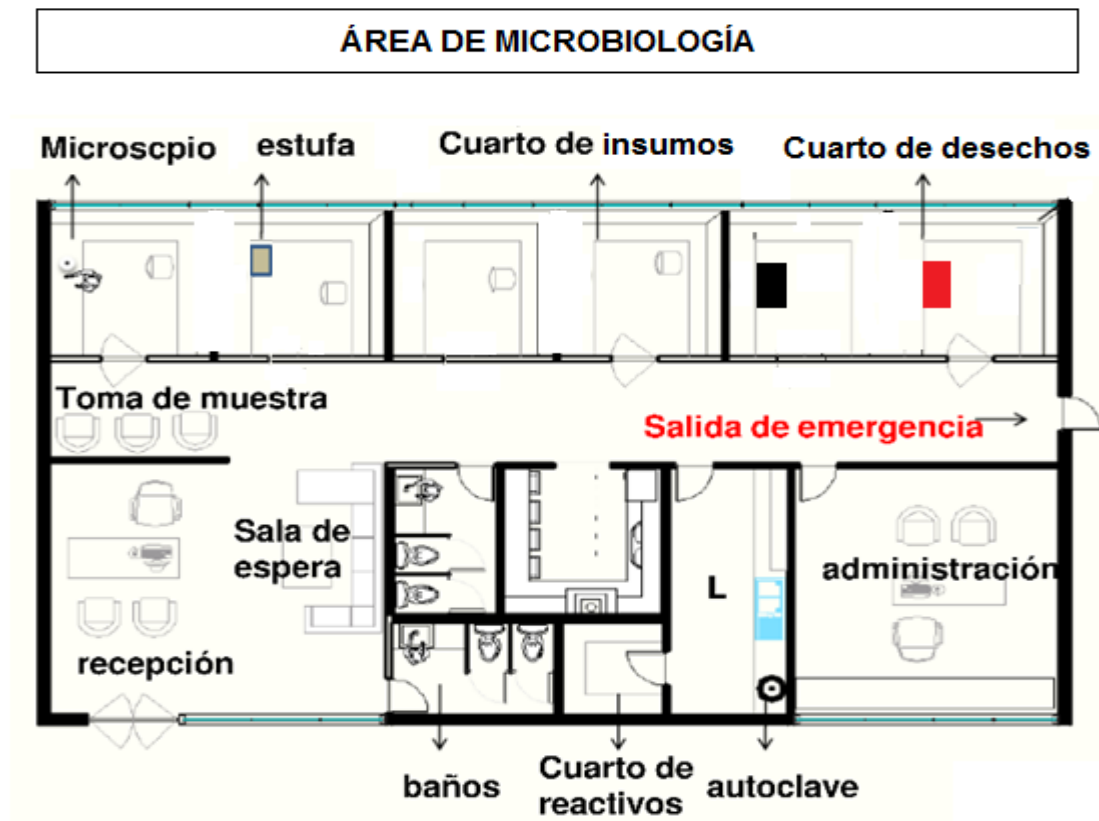 ÁREA DE MICROBIOLOGÍA
Microscpio
estufa
Cuarto de insumos
Cuarto de desechos
Toma de muestra
Salida de emergencia
Sala de
espera
L
administración
recepción
baños
Cuarto de
reactivos
autoclave